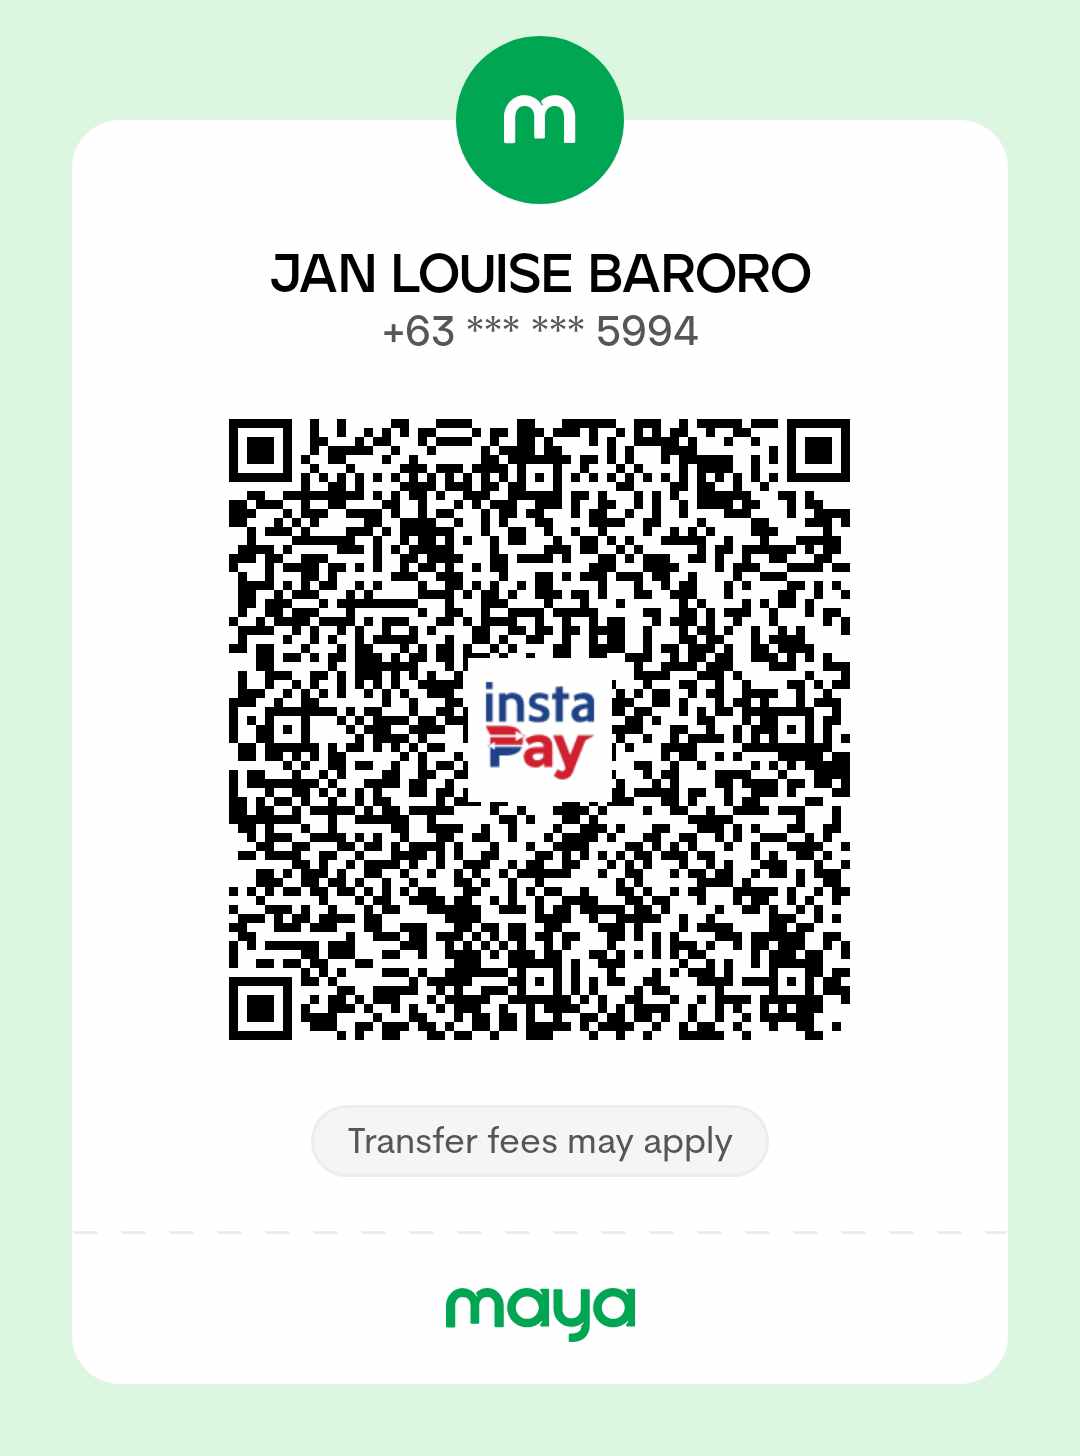 m
JAN LOUISE BARORO
+63 *** *** 5994
insta
Pay
Transfer fees may apply
maya